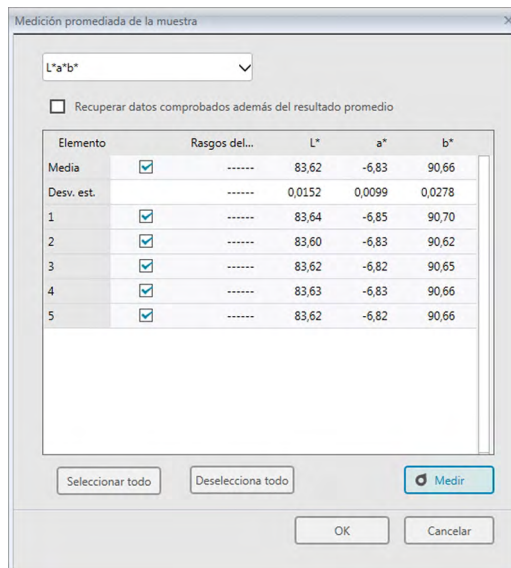 Medición promediada de la muestra
L*a*b*
Recuperar datos comprobados además del resultado promedio
Elemento Rasgos del... L* a* b*
Media ------ 83,62 -6,83 90,66
Desv. est. ------ 0,0152 0,0099 0,0278
1 ------ 83,64 -6,85 90,70
2 ------ 83,60 -6,83 90,62
3 ------ 83,62 -6,82 90,65
4 ------ 83,63 -6,83 90,66
5 ------ 83,62 -6,82 90,66
Seleccionar todo Deselecciona todo Medir
OK Cancelar